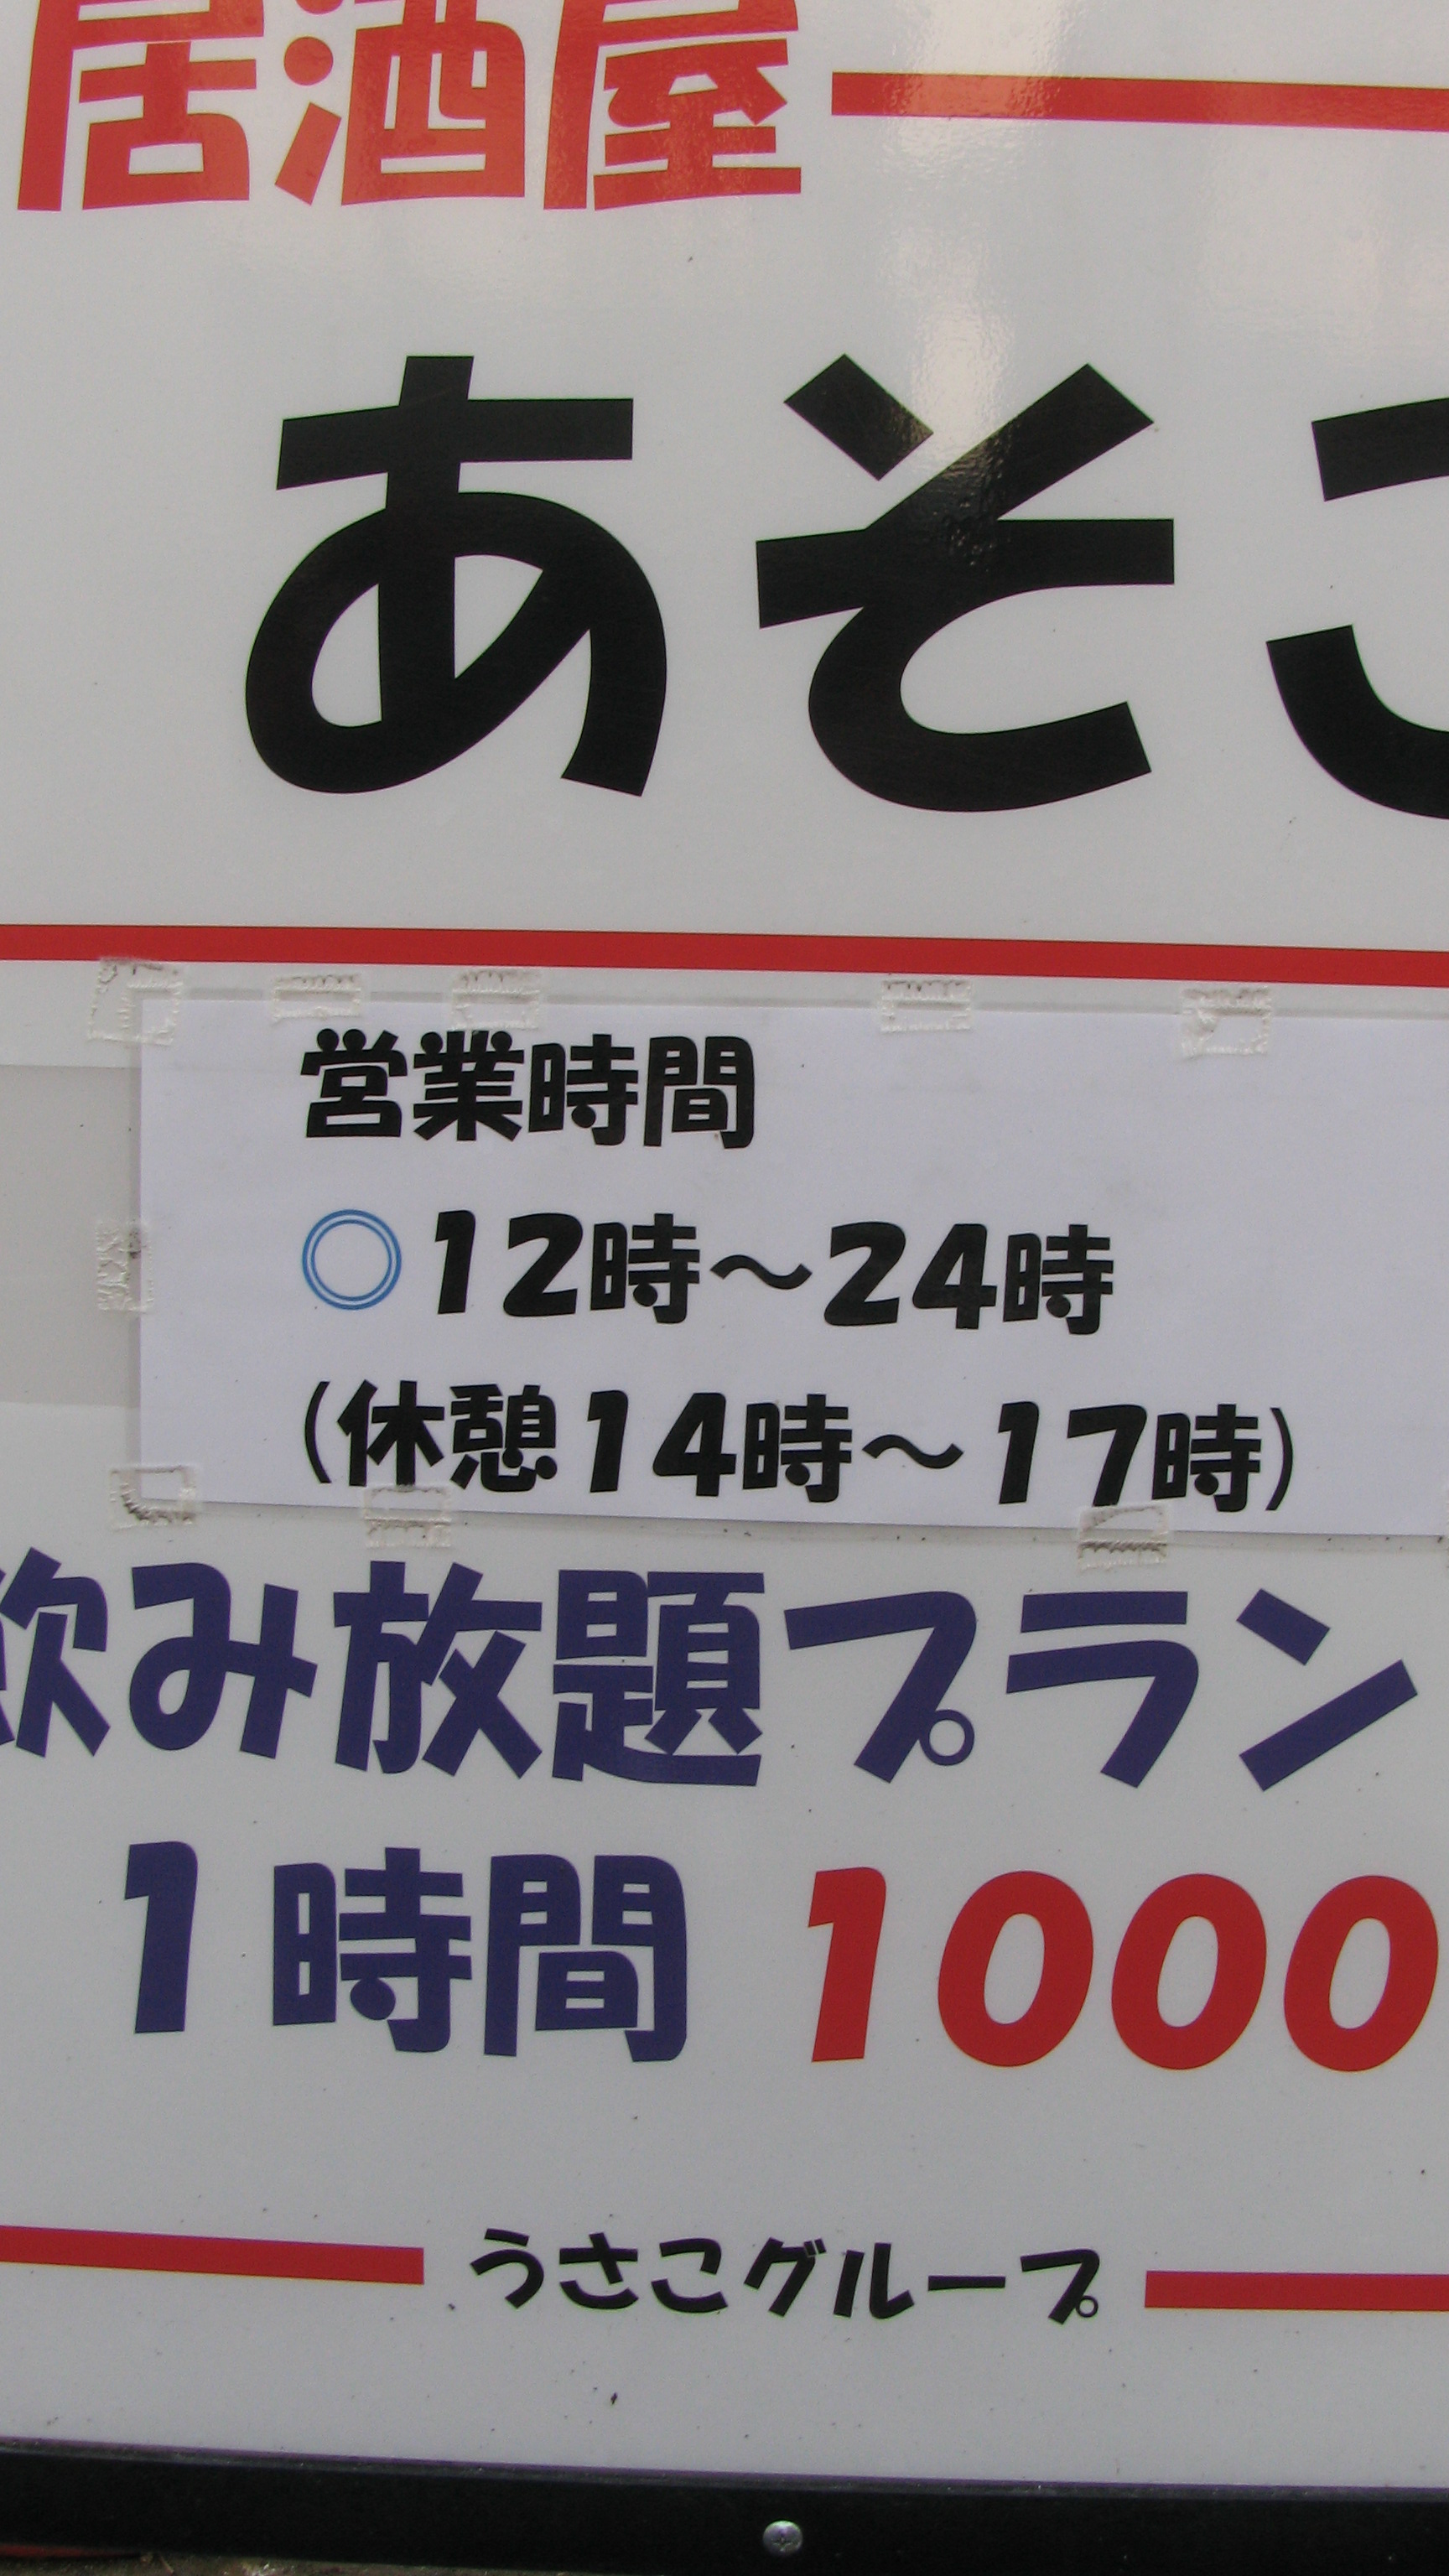 居酒屋
あそこ
営業時間
◎12時～24時
(休憩14時～17時)
飲み放題プラン
1時間 1000
うさこグループ